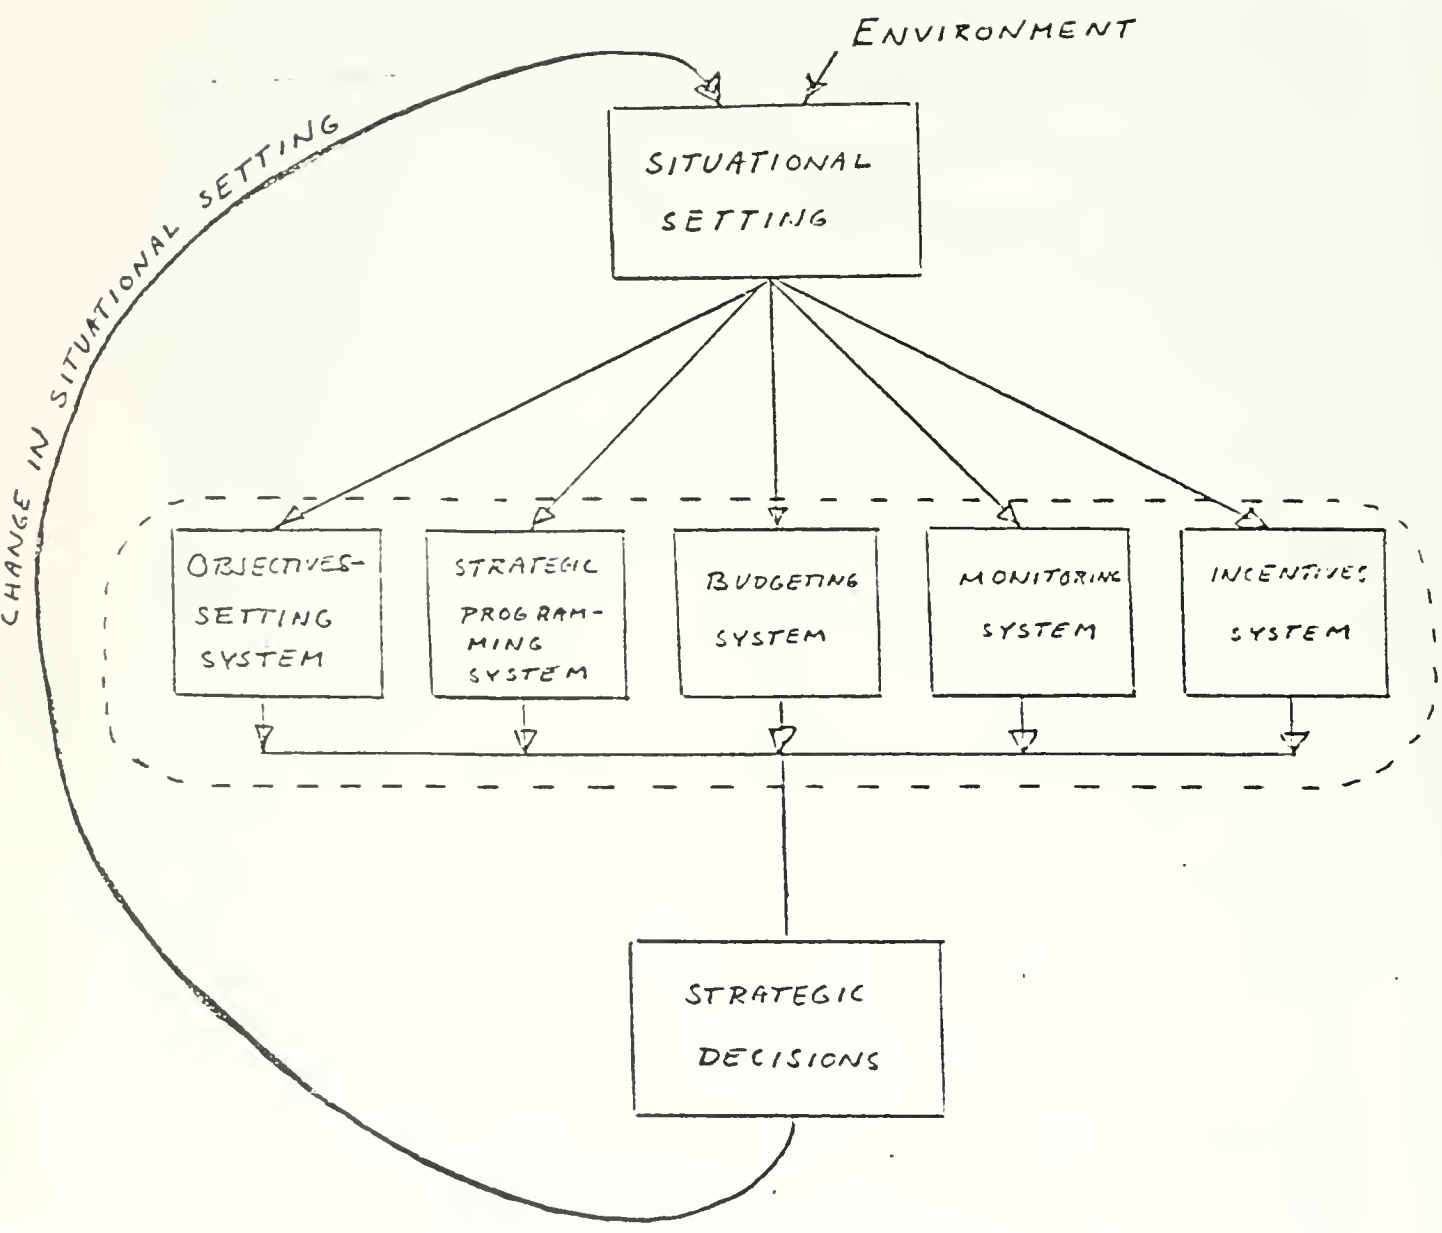 ENVIRONMENT
CHANGE IN SITUATIONAL SETTING
SITUATIONAL
SETTING
OBJECTIVES-
SETTING
SYSTEM
STRATEGIC
PROGRAM-
MING
SYSTEM
BUDGETING
SYSTEM
MONITORING
SYSTEM
INCENTIVES
SYSTEM
STRATEGIC
DECISIONS